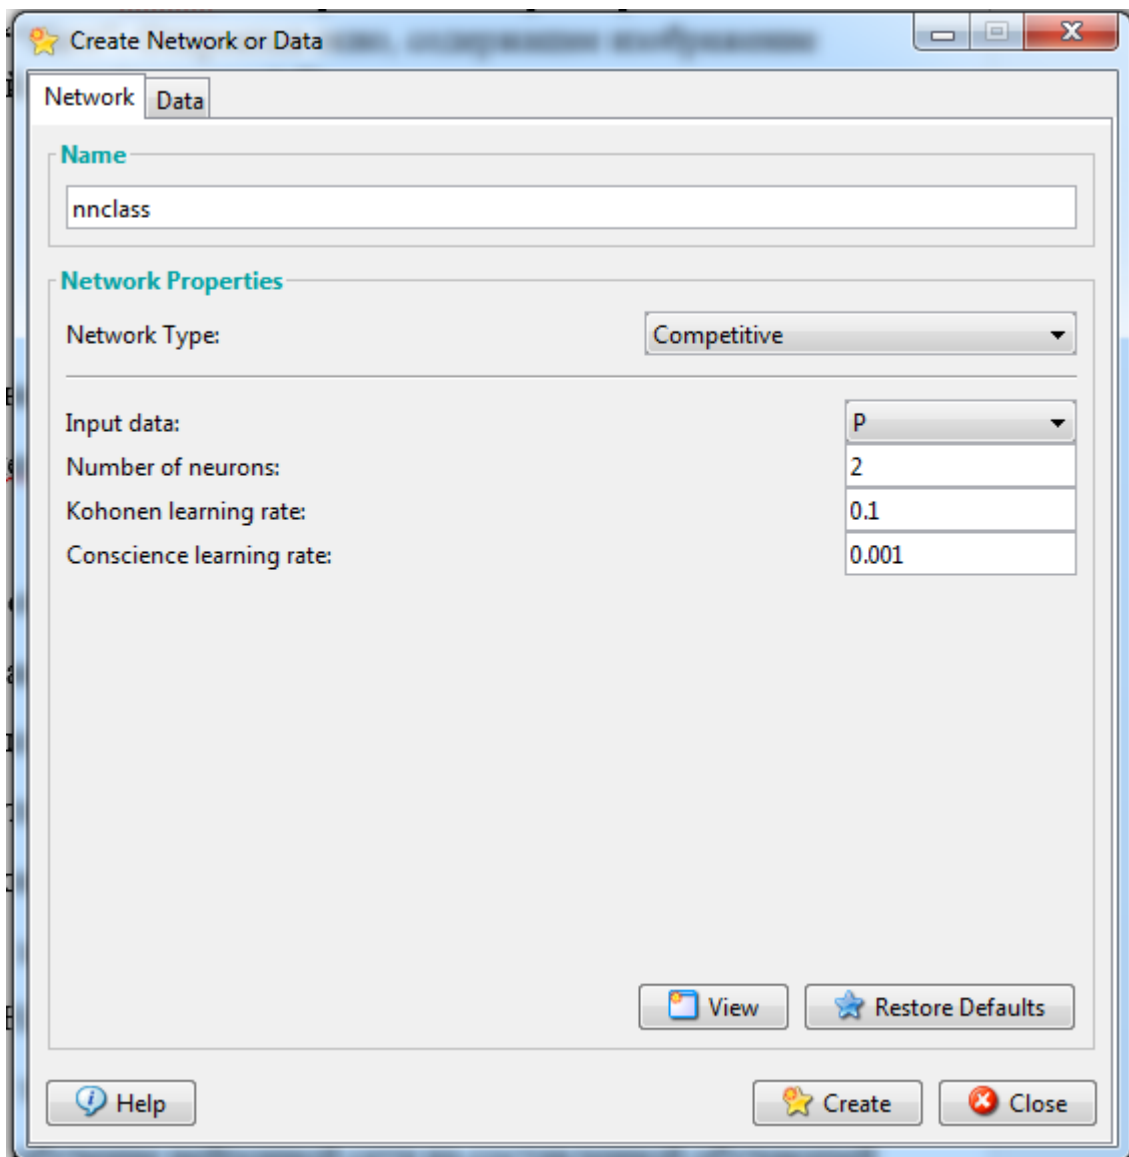 Create Network or Data
Network Data
Name
nnclass
Network Properties
Network Type: Competitive
Input data: P
Number of neurons: 2
Kohonen learning rate: 0.1
Conscience learning rate: 0.001
View Restore Defaults
Help Create Close